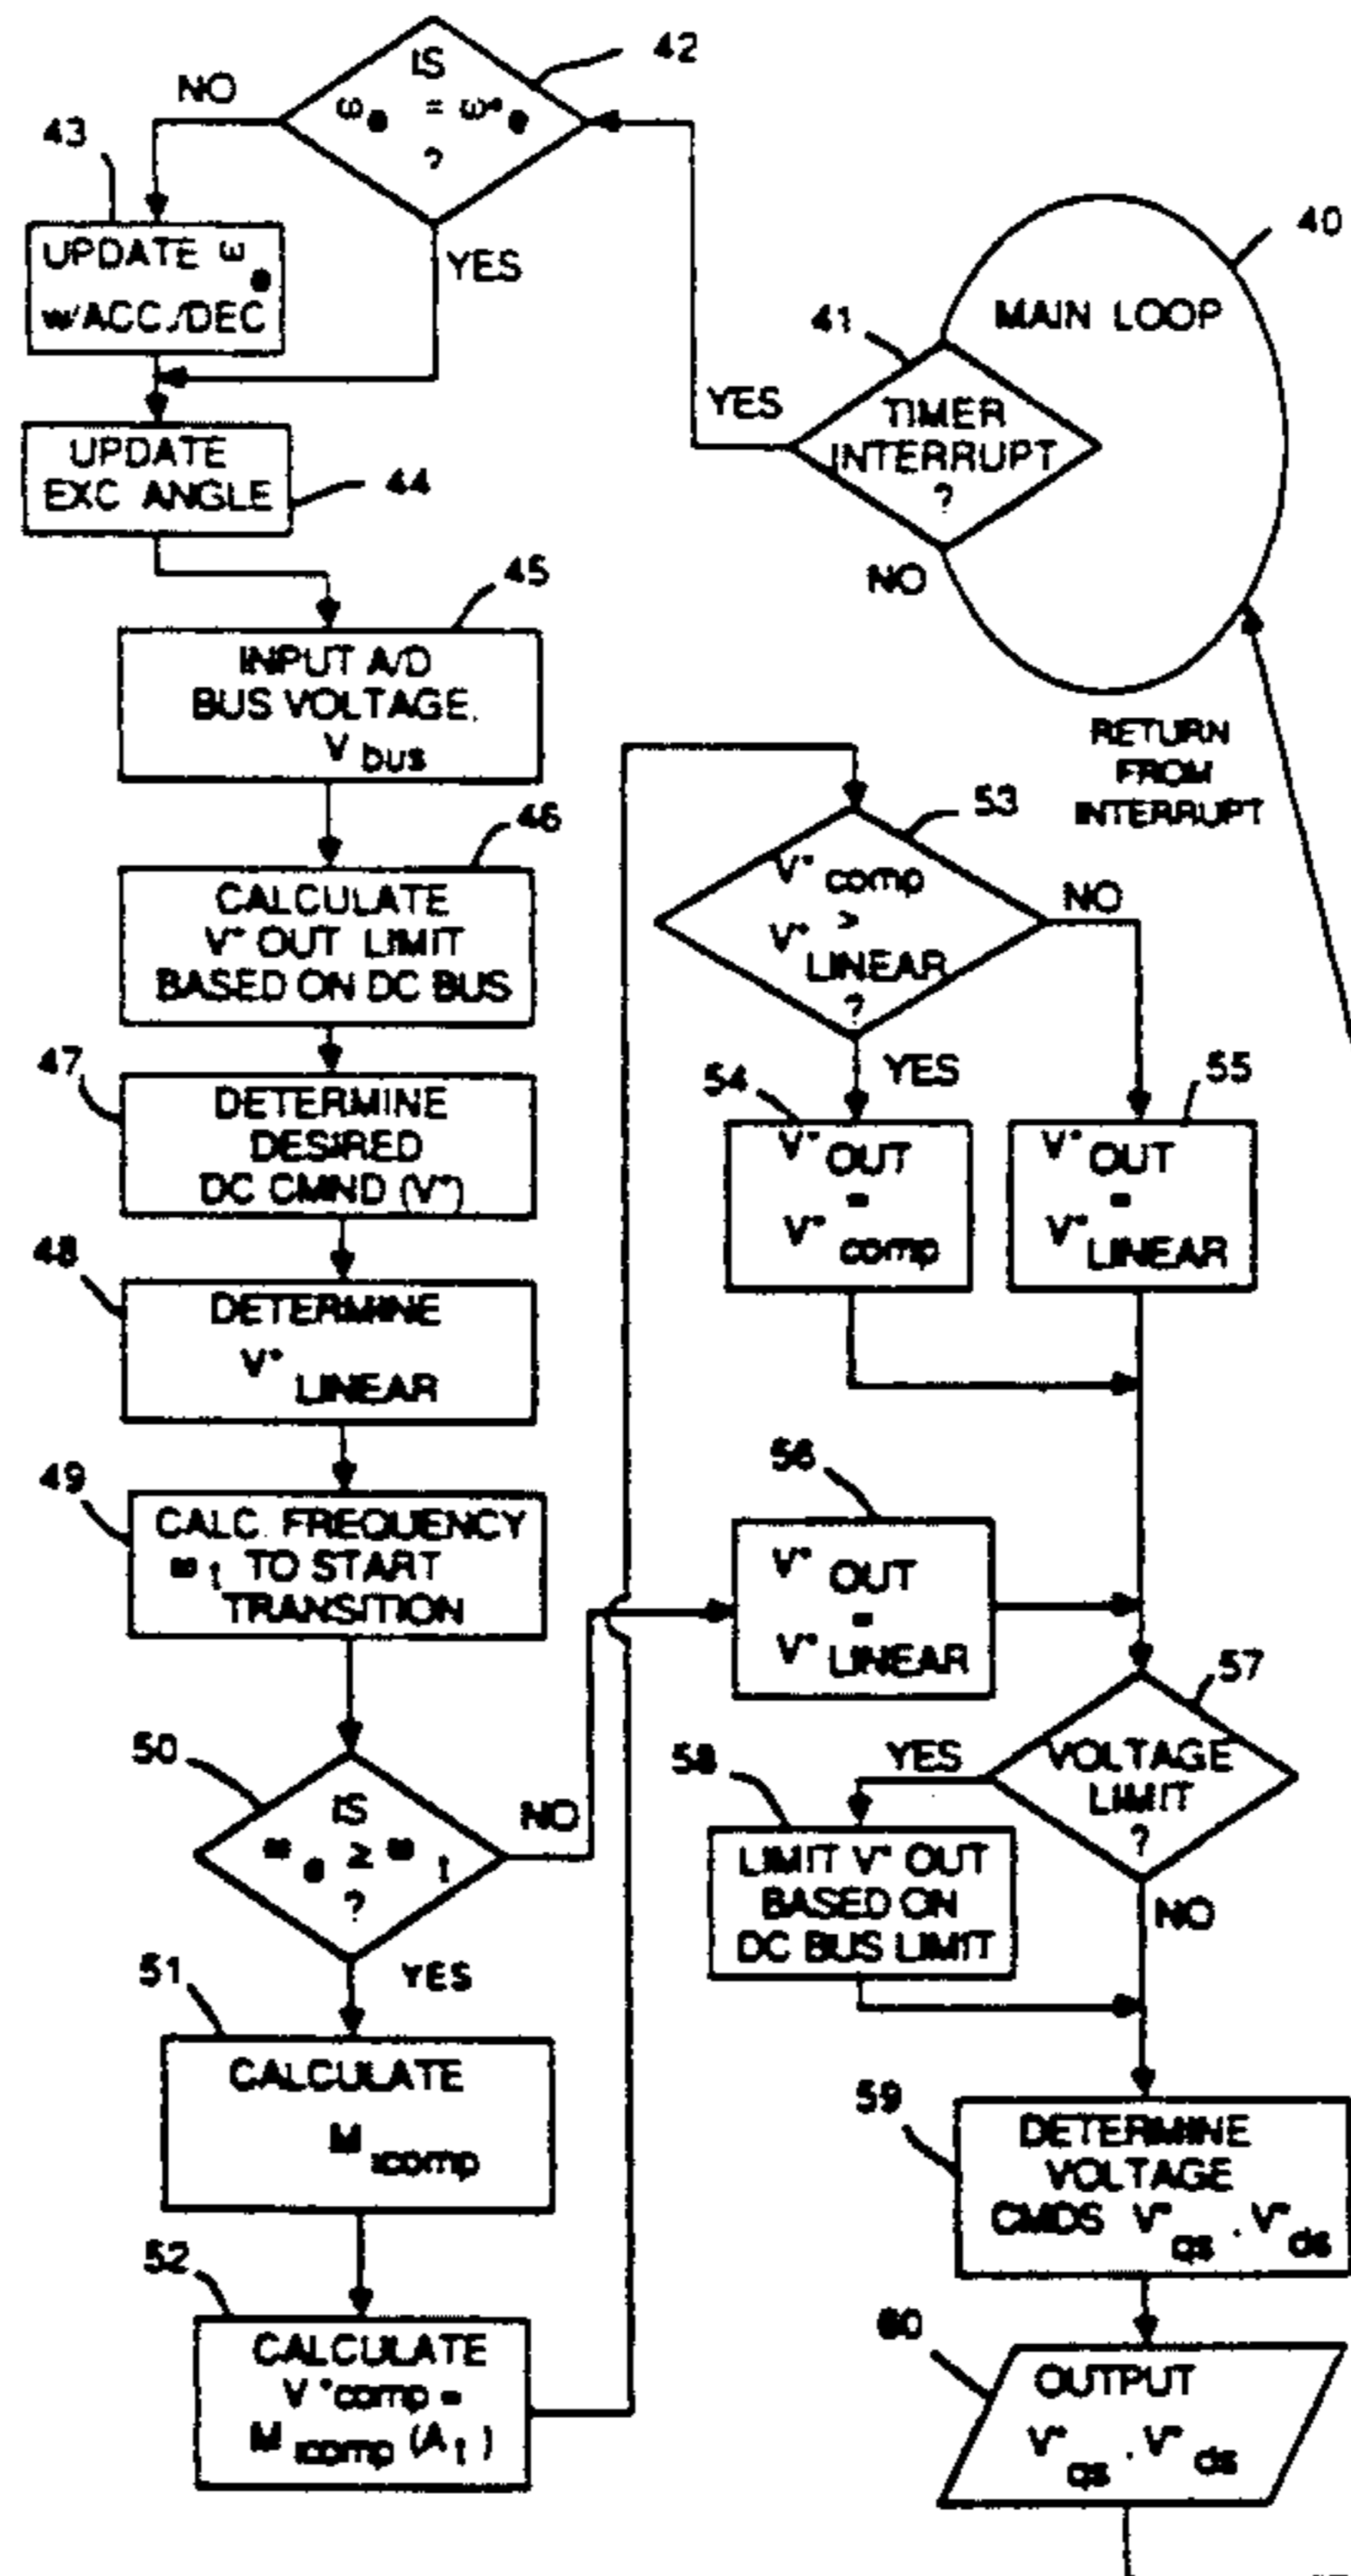 42
IS
ωe = ω*e
?
NO
YES
43
UPDATE ωe
w/ACC./DEC
UPDATE
EXC ANGLE
44
40
MAIN LOOP
41
TIMER
INTERRUPT
?
YES
NO
RETURN
FROM
INTERRUPT
45
INPUT A/D
BUS VOLTAGE,
V bus
46
CALCULATE
V* OUT LIMIT
BASED ON DC BUS
47
DETERMINE
DESIRED
DC CMND (V*)
48
DETERMINE
V* LINEAR
49
CALC. FREQUENCY
ωt TO START
TRANSITION
50
IS
ωe ≥ ωt
?
NO
YES
51
CALCULATE
M icomp
52
CALCULATE
V*comp =
M icomp (A t)
53
V* comp
>
V* LINEAR
?
NO
YES
54
V* OUT
=
V* comp
55
V* OUT
=
V* LINEAR
56
V* OUT
=
V* LINEAR
57
VOLTAGE
LIMIT
?
YES
NO
58
LIMIT V* OUT
BASED ON
DC BUS LIMIT
59
DETERMINE
VOLTAGE
CMDS V*qs , V*ds
60
OUTPUT
V*qs , V*ds